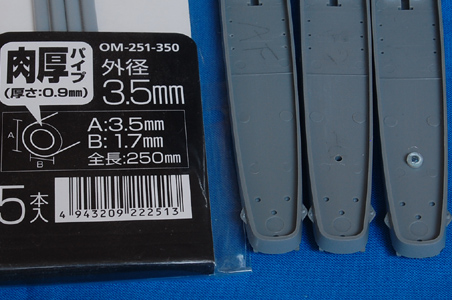 OM-251-350
肉厚パイプ
(厚さ:0.9mm)
外径
3.5mm
A
B
A:3.5mm
B:1.7mm
全長:250mm
5本入
4 943209 222513